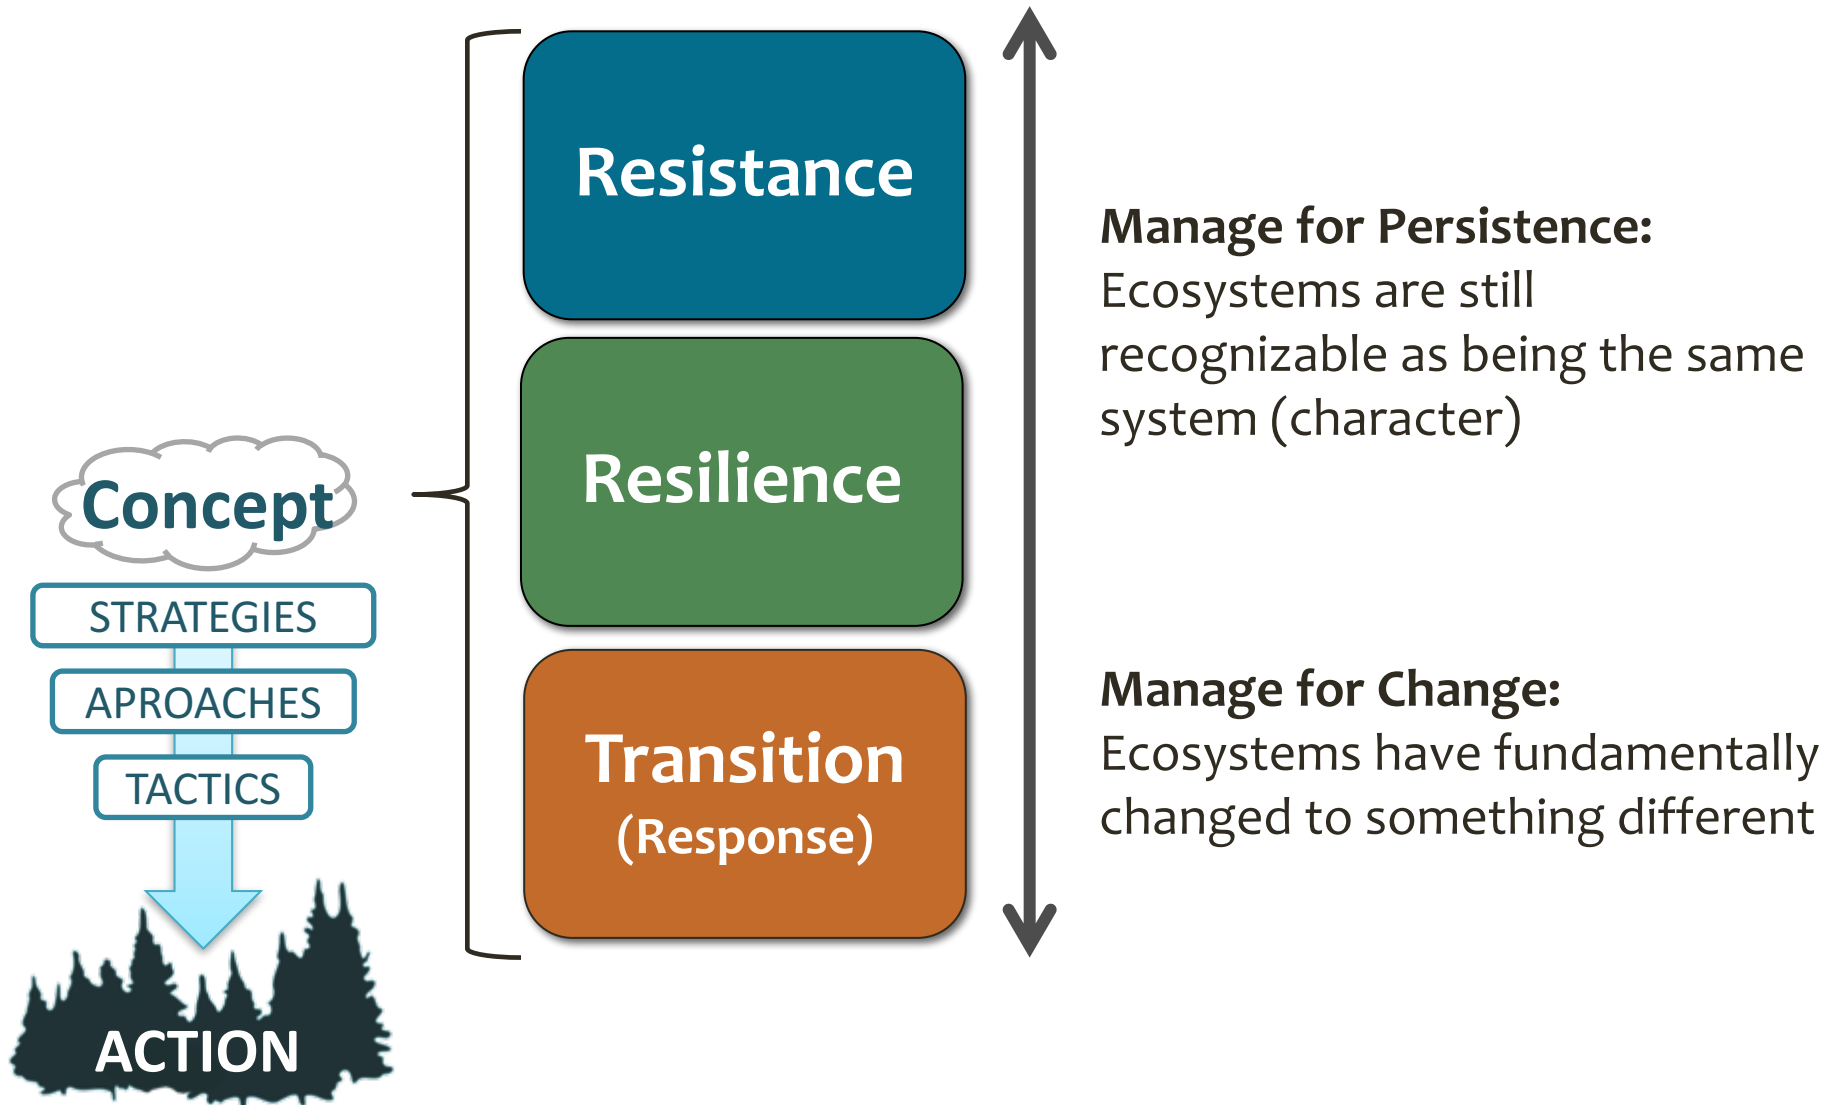 Concept
STRATEGIES
APROACHES
TACTICS
ACTION
Resistance
Resilience
Transition
(Response)
Manage for Persistence:
Ecosystems are still
recognizable as being the same
system (character)
Manage for Change:
Ecosystems have fundamentally
changed to something different